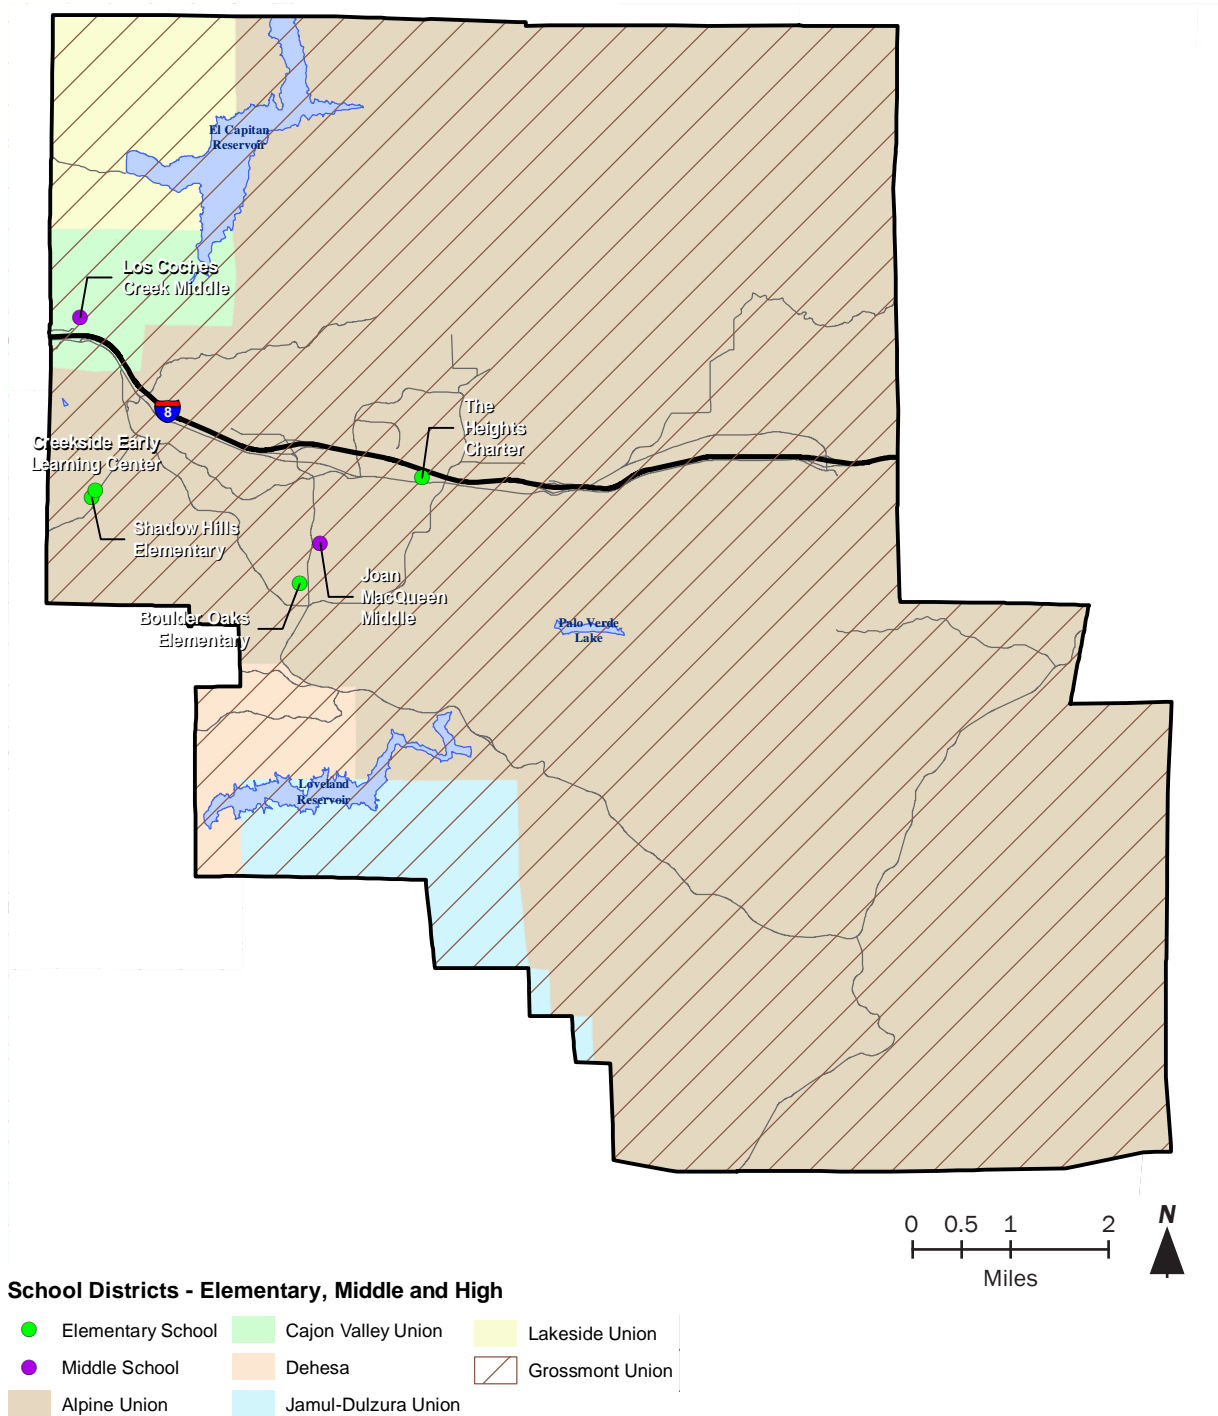 El Capitan
Reservoir
Los Coches
Creek Middle
8
The
Heights
Charter
Creekside Early
Learning Center
Shadow Hills
Elementary
Joan
MacQueen
Middle
Boulder Oaks
Elementary
Palo Verde
Lake
Loveland
Reservoir
0 0.5 1 2
Miles
N
School Districts - Elementary, Middle and High
Elementary School
Cajon Valley Union
Lakeside Union
Middle School
Dehesa
Grossmont Union
Alpine Union
Jamul-Dulzura Union